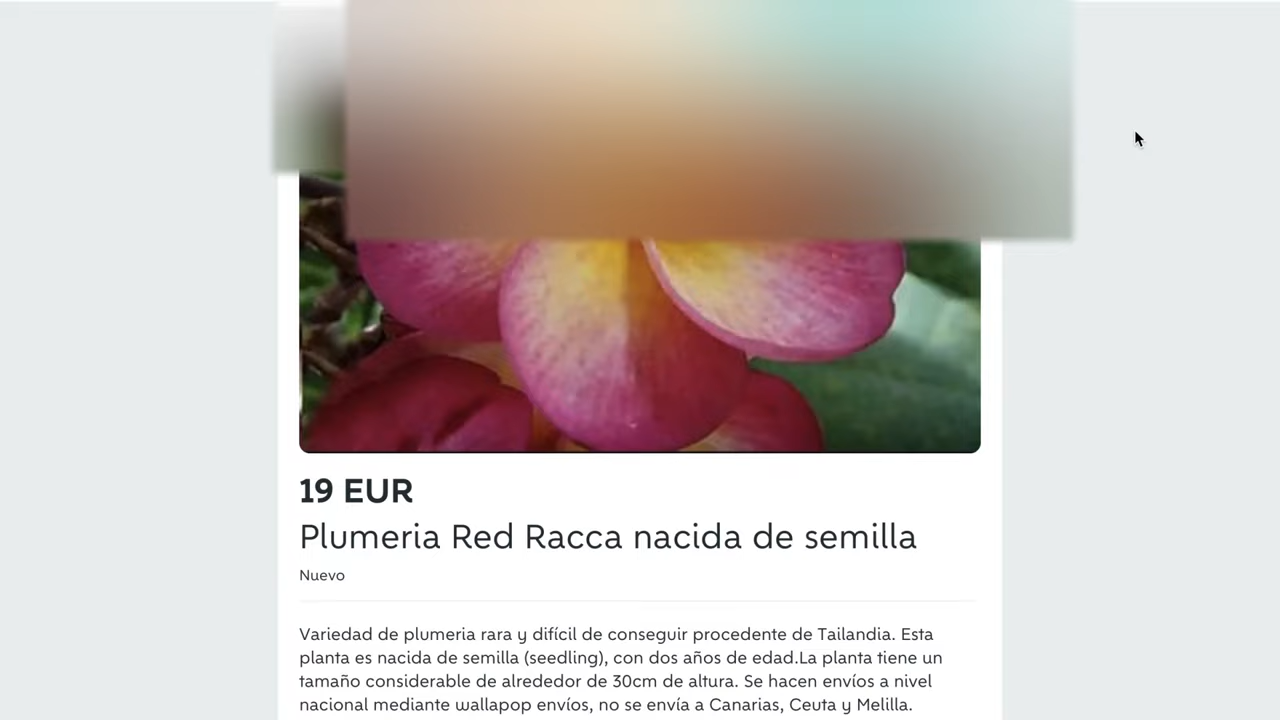 19 EUR
Plumeria Red Racca nacida de semilla
Nuevo
Variedad de plumeria rara y difícil de conseguir procedente de Tailandia. Esta
planta es nacida de semilla (seedling), con dos años de edad.La planta tiene un
tamaño considerable de alrededor de 30cm de altura. Se hacen envíos a nivel
nacional mediante wallapop envíos, no se envía a Canarias, Ceuta y Melilla.